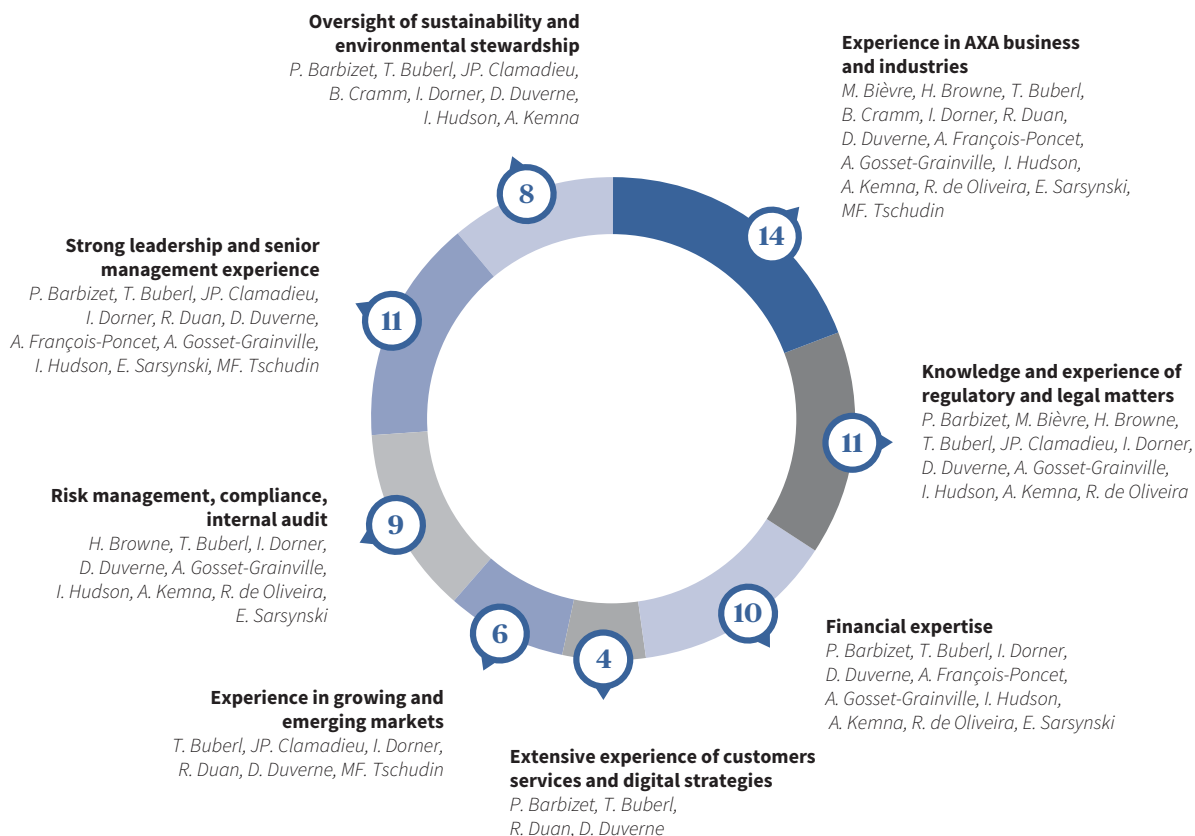 Oversight of sustainability and
environmental stewardship
P. Barbizet, T. Buberl, JP. Clamadieu,
B. Cramm, I. Dorner, D. Duverne,
I. Hudson, A. Kemna
8
Experience in AXA business
and industries
M. Bièvre, H. Browne, T. Buberl,
B. Cramm, I. Dorner, R. Duan,
D. Duverne, A. François-Poncet,
A. Gosset-Grainville, I. Hudson,
A. Kemna, R. de Oliveira, E. Sarsynski,
MF. Tschudin
14
Strong leadership and senior
management experience
P. Barbizet, T. Buberl, JP. Clamadieu,
I. Dorner, R. Duan, D. Duverne,
A. François-Poncet, A. Gosset-Grainville,
I. Hudson, E. Sarsynski, MF. Tschudin
11
Knowledge and experience of
regulatory and legal matters
P. Barbizet, M. Bièvre, H. Browne,
T. Buberl, JP. Clamadieu, I. Dorner,
D. Duverne, A. Gosset-Grainville,
I. Hudson, A. Kemna, R. de Oliveira
11
Risk management, compliance,
internal audit
H. Browne, T. Buberl, I. Dorner,
D. Duverne, A. Gosset-Grainville,
I. Hudson, A. Kemna, R. de Oliveira,
E. Sarsynski
9
Financial expertise
P. Barbizet, T. Buberl, I. Dorner,
D. Duverne, A. François-Poncet,
A. Gosset-Grainville, I. Hudson,
A. Kemna, R. de Oliveira, E. Sarsynski
10
Experience in growing and
emerging markets
T. Buberl, JP. Clamadieu, I. Dorner,
R. Duan, D. Duverne, MF. Tschudin
6
Extensive experience of customers
services and digital strategies
P. Barbizet, T. Buberl,
R. Duan, D. Duverne
4